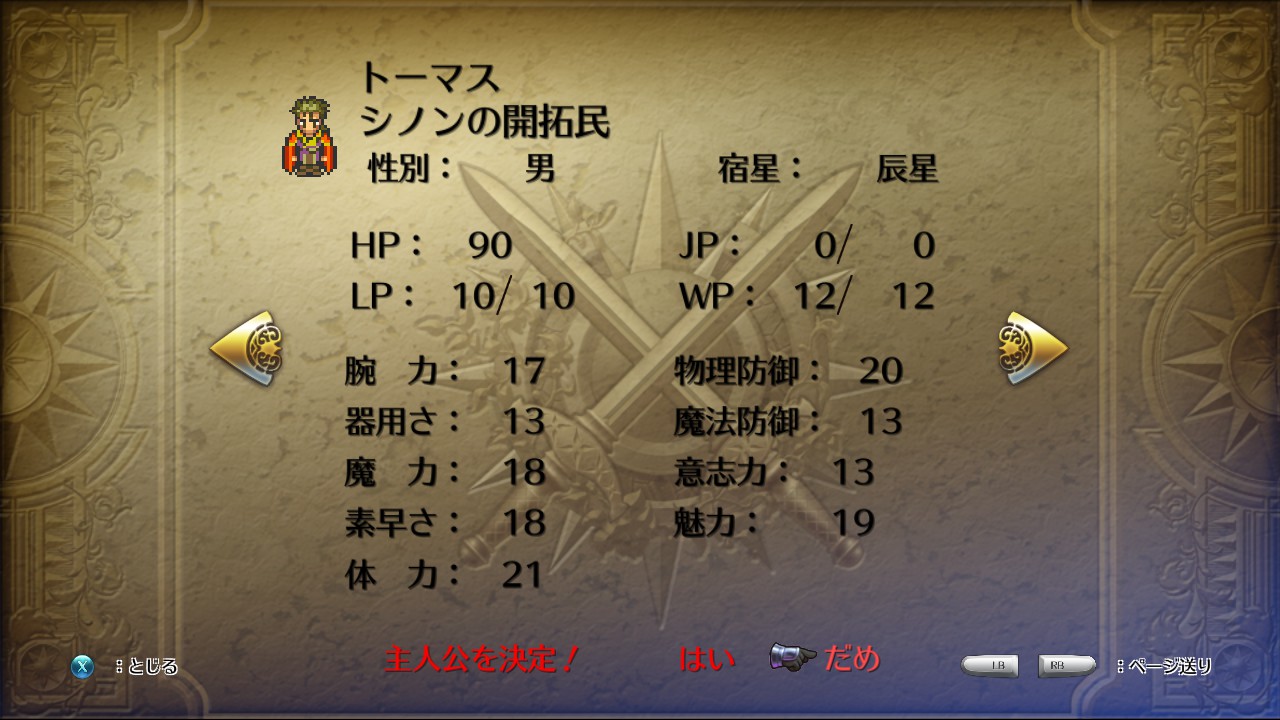 トーマス
シノンの開拓民
性別： 男 宿星： 辰星
HP： 90 JP： 0/ 0
LP： 10/ 10 WP： 12/ 12
腕 力： 17 物理防御： 20
器用さ： 13 魔法防御： 13
魔 力： 18 意志力： 13
素早さ： 18 魅力： 19
体 力： 21
主人公を決定！ はい だめ
X ：とじる LB RB ：ページ送り